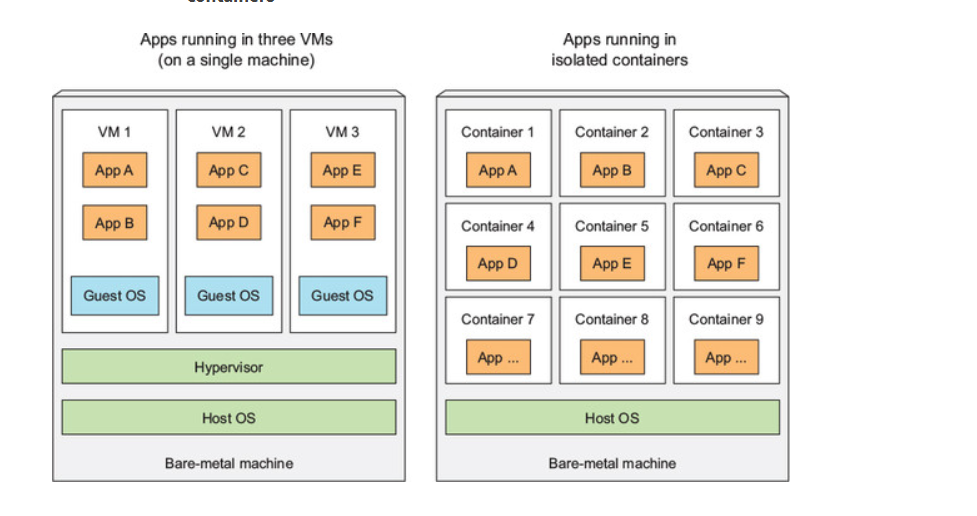 containers
Apps running in three VMs
(on a single machine)
VM 1
VM 2
VM 3
App A
App C
App E
App B
App D
App F
Guest OS
Guest OS
Guest OS
Hypervisor
Host OS
Bare-metal machine
Apps running in
isolated containers
Container 1
Container 2
Container 3
App A
App B
App C
Container 4
Container 5
Container 6
App D
App E
App F
Container 7
Container 8
Container 9
App ...
App ...
App ...
Host OS
Bare-metal machine